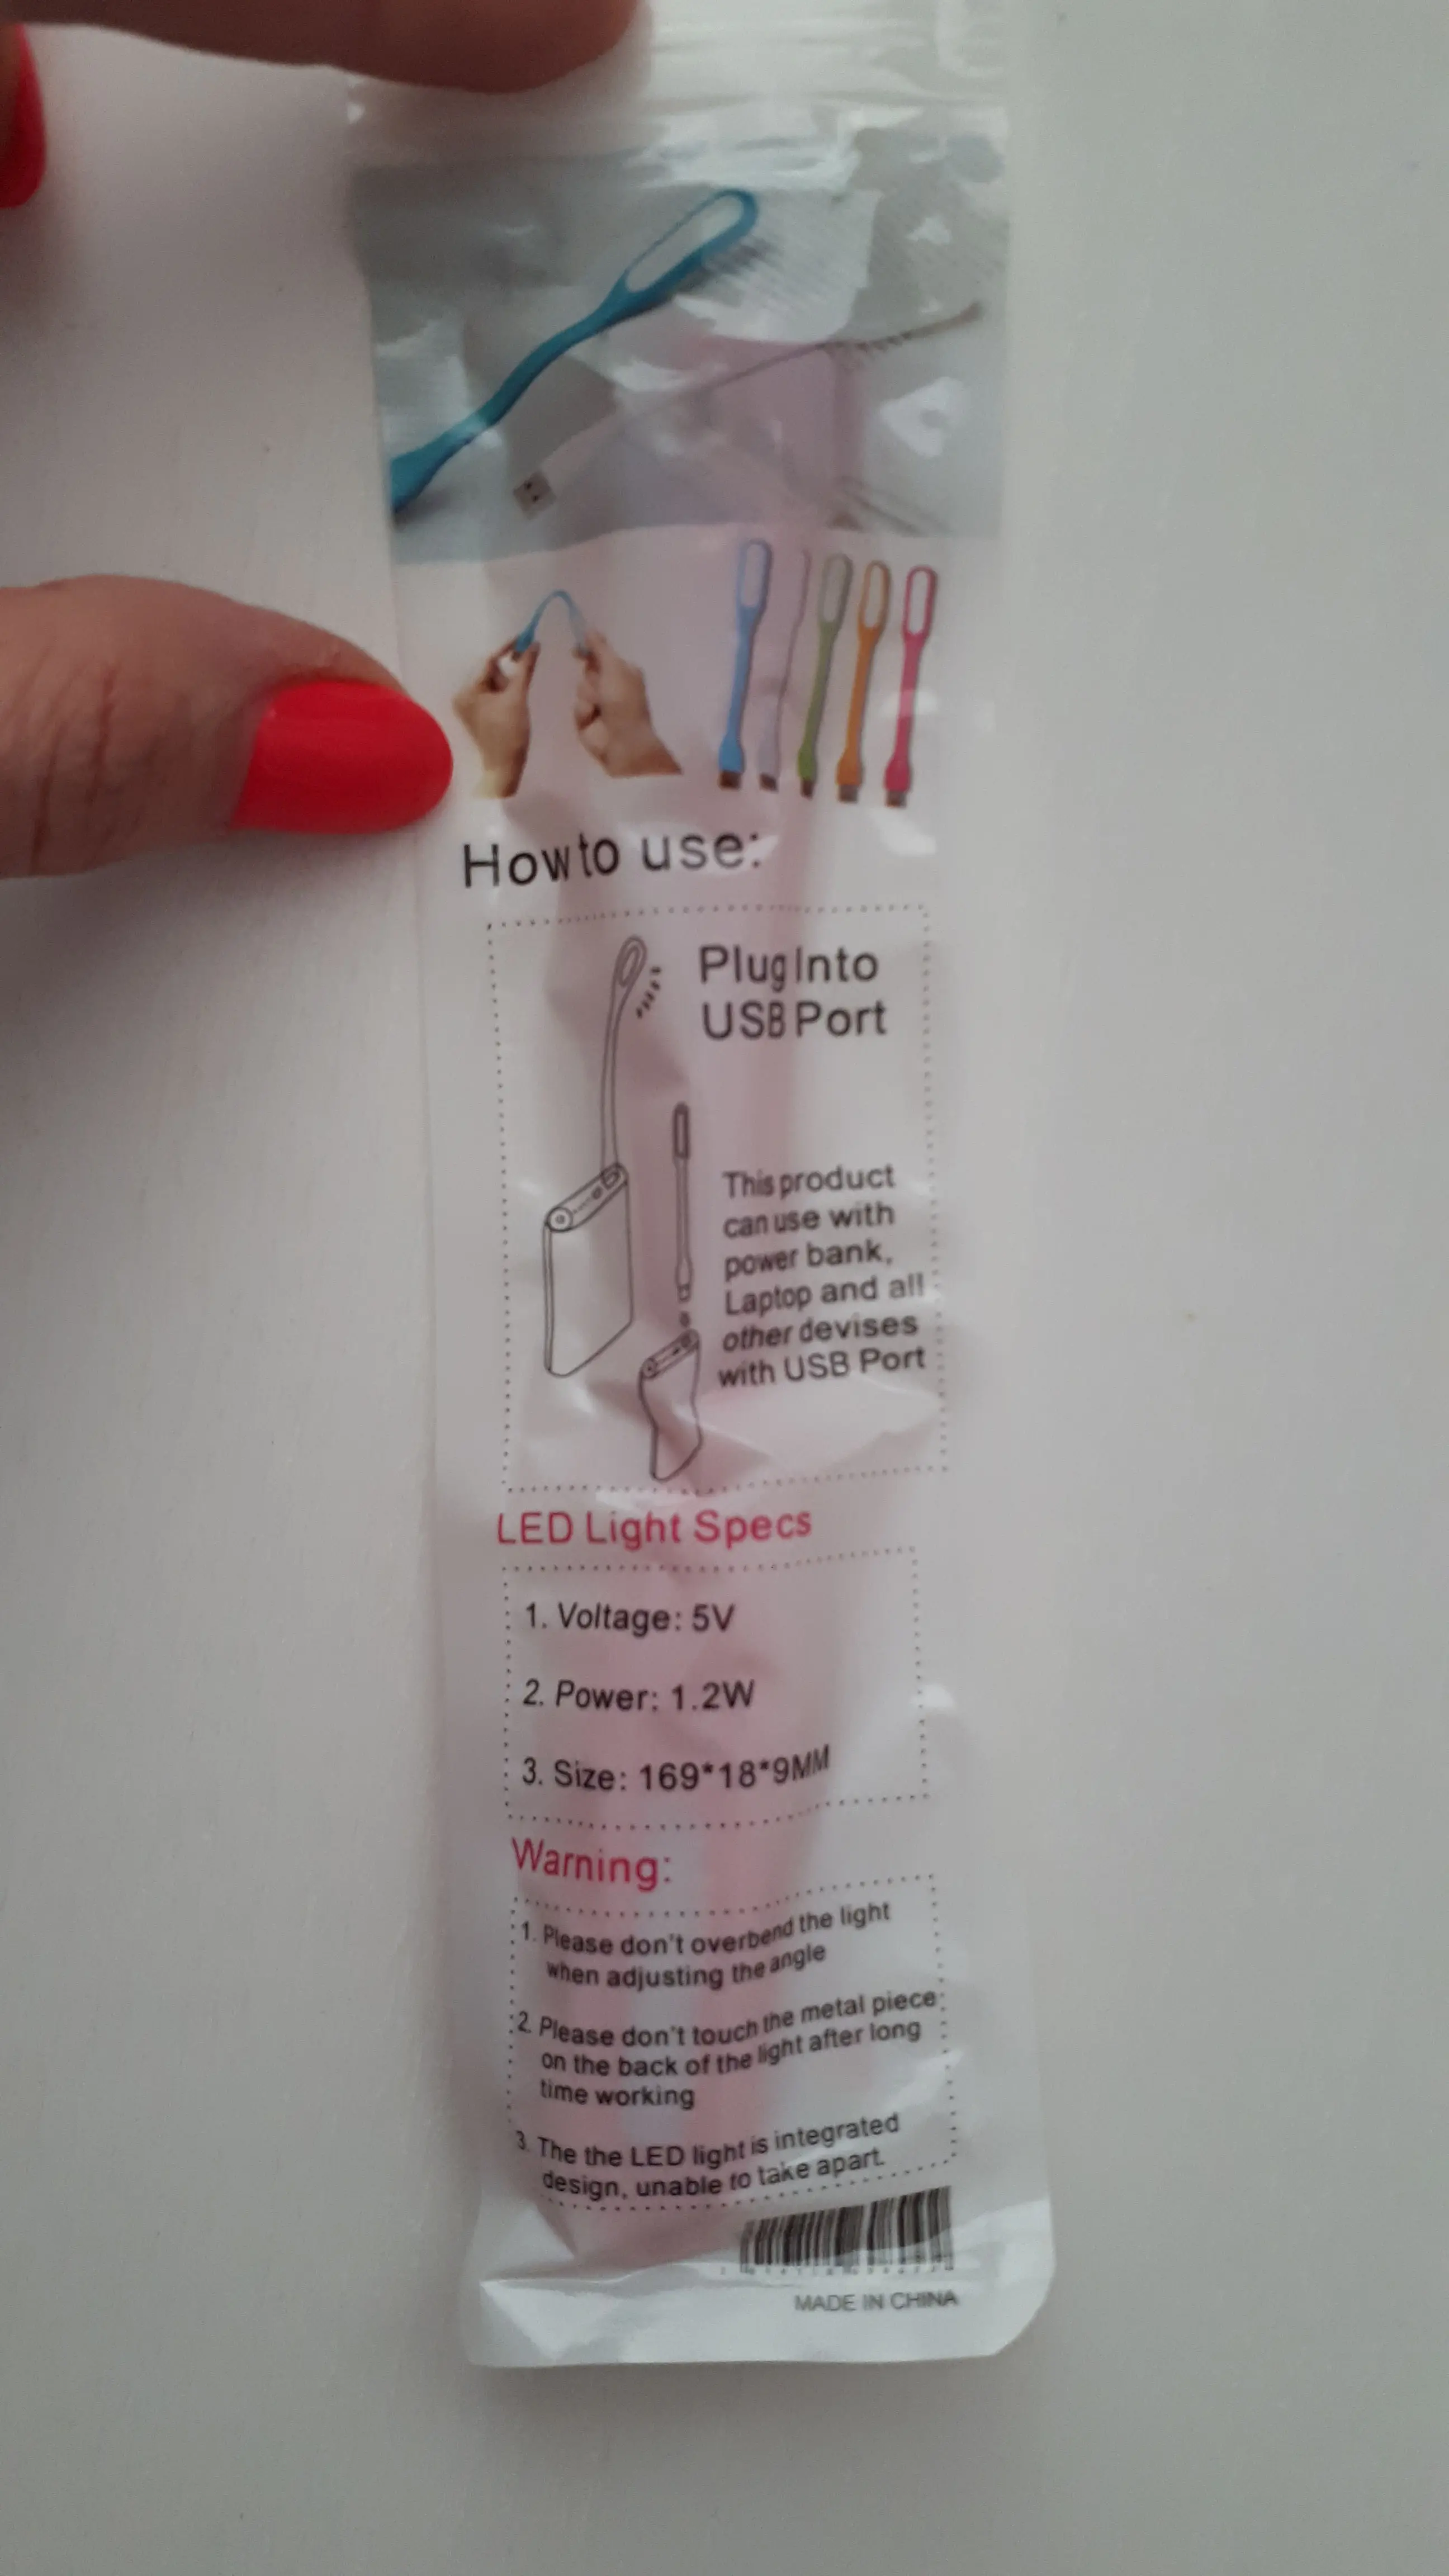 How to use:
Plug Into
USB Port
This product
can use with
power bank,
Laptop and all
other devises
with USB Port
LED Light Specs
1. Voltage: 5V
2. Power: 1.2W
3. Size: 169*18*9MM
Warning:
1. Please don't overbend the light
when adjusting the angle
2. Please don't touch the metal piece
on the back of the light after long
time working
3. The the LED light is integrated
design, unable to take apart.
MADE IN CHINA